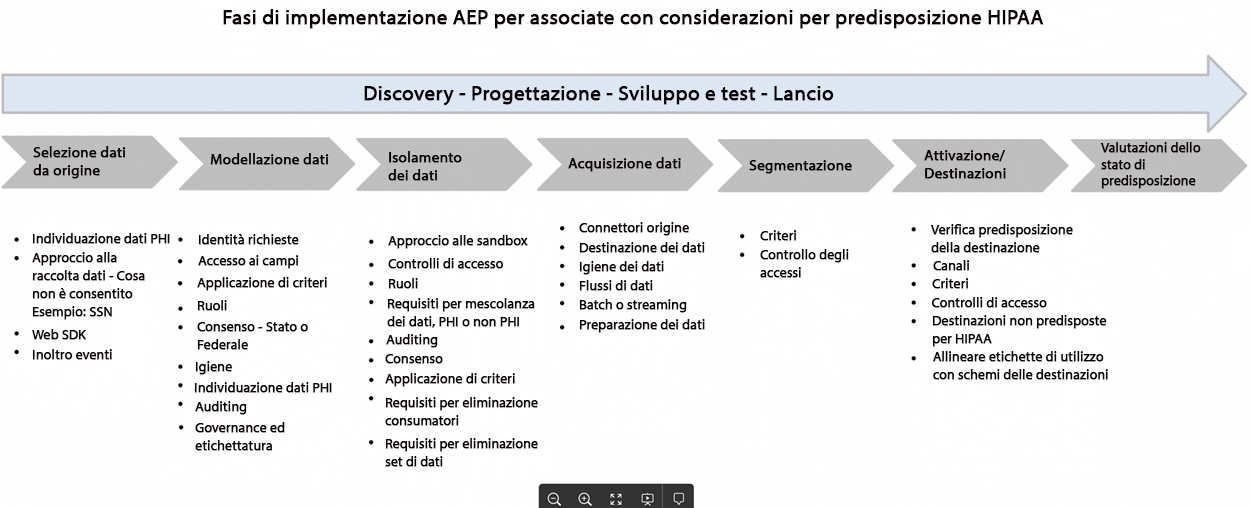 Fasi di implementazione AEP per associate con considerazioni per predisposizione HIPAA
Discovery - Progettazione - Sviluppo e test - Lancio
Selezione dati
da origine
Modellazione dati
Isolamento
dei dati
Acquisizione dati
Segmentazione
Attivazione/
Destinazioni
Valutazioni dello
stato di
predisposizione
• Individuazione dati PHI
• Approccio alla
raccolta dati - Cosa
non è consentito
Esempio: SSN
• Web SDK
• Inoltro eventi
• Identità richieste
• Accesso ai campi
• Applicazione di criteri
• Ruoli
• Consenso - Stato o
Federale
• Igiene
• Individuazione dati PHI
• Auditing
• Governance ed
etichettatura
• Approccio alle sandbox
• Controlli di accesso
• Ruoli
• Requisiti per mescolanza
dei dati, PHI o non PHI
• Auditing
• Consenso
• Applicazione di criteri
• Requisiti per eliminazione
consumatori
• Requisiti per eliminazione
set di dati
• Connettori origine
• Destinazione dei dati
• Igiene dei dati
• Flussi di dati
• Batch o streaming
• Preparazione dei dati
• Criteri
• Controllo degli
accessi
• Verifica predisposizione
della destinazione
• Canali
• Criteri
• Controlli di accesso
• Destinazioni non predisposte
per HIPAA
• Allineare etichette di utilizzo
con schemi delle destinazioni